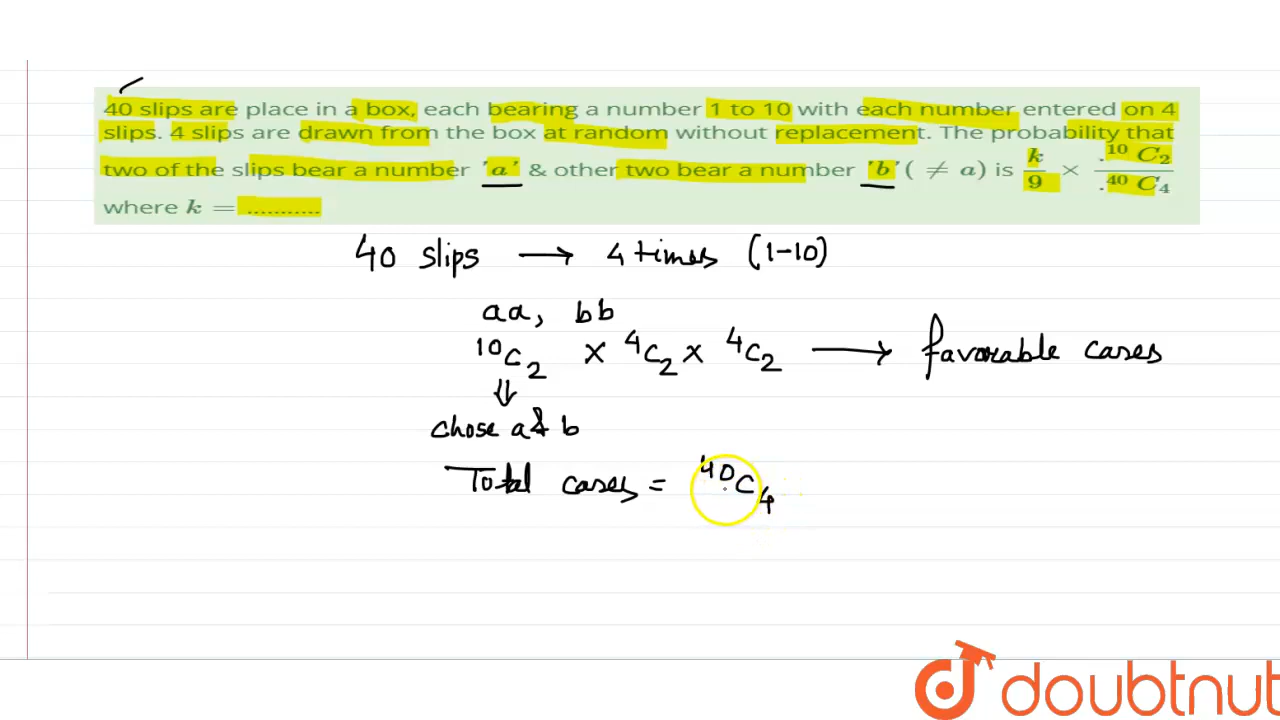 40 slips are place in a box, each bearing a number 1 to 10 with each number entered on 4
slips. 4 slips are drawn from the box at random without replacement. The probability that
two of the slips bear a number 'a' & other two bear a number 'b' ( ≠ a) is k/9 × .¹⁰C₂/.⁴⁰C₄
where k = ............
40 slips → 4 times (1-10)
aa, bb
¹⁰C₂ × ⁴C₂ × ⁴C₂ → favorable cases
⇓
chose a & b
Total cases = ⁴⁰C₄
doubtnut